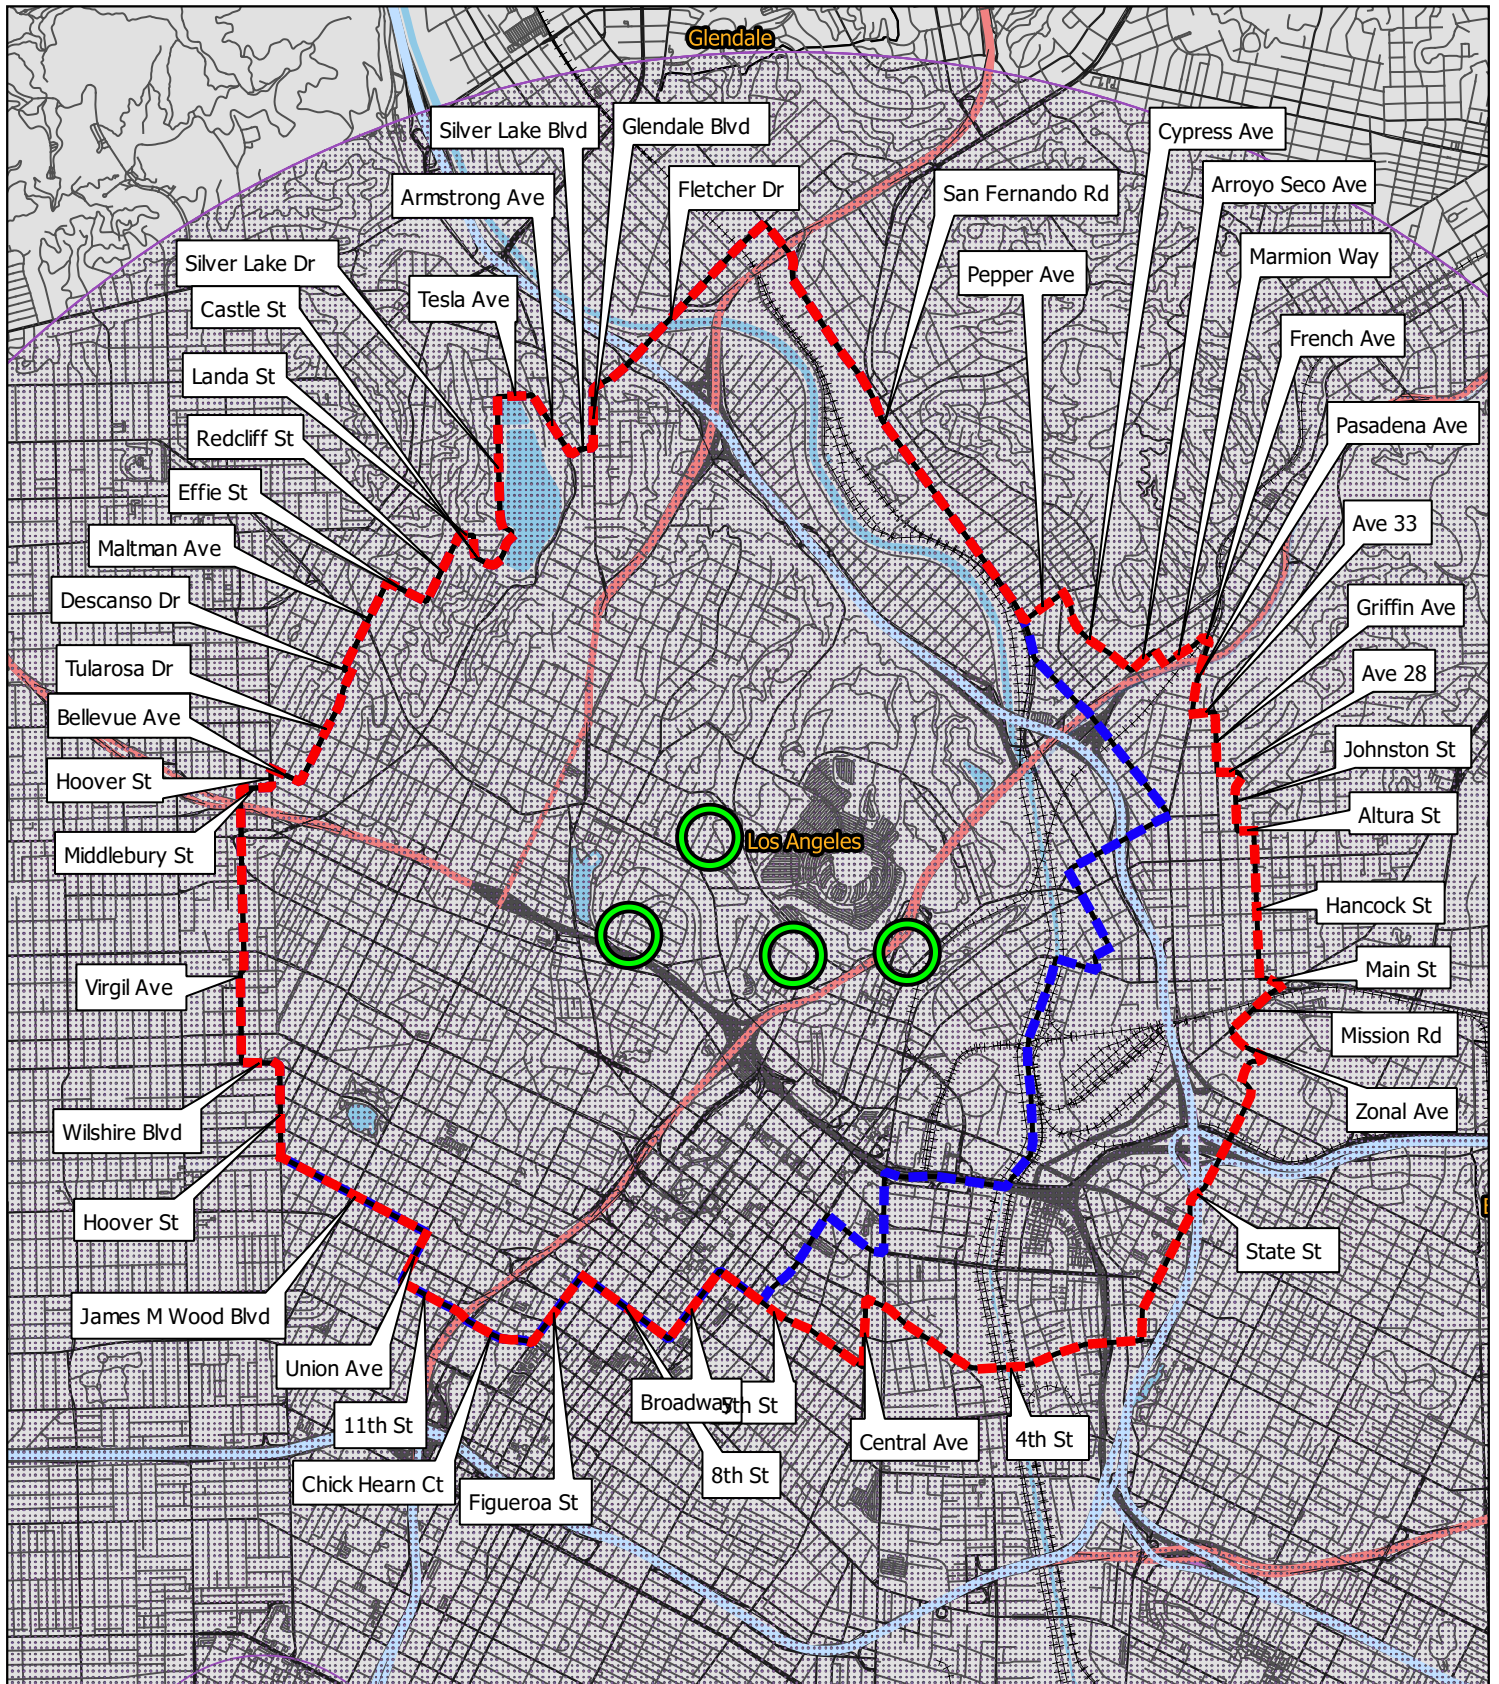 Glendale
Silver Lake Blvd
Glendale Blvd
Cypress Ave
Armstrong Ave
Fletcher Dr
San Fernando Rd
Arroyo Seco Ave
Silver Lake Dr
Tesla Ave
Pepper Ave
Marmion Way
Castle St
French Ave
Landa St
Redcliff St
Pasadena Ave
Effie St
Ave 33
Maltman Ave
Descanso Dr
Griffin Ave
Tularosa Dr
Ave 28
Bellevue Ave
Johnston St
Hoover St
Altura St
Middlebury St
Los Angeles
Hancock St
Virgil Ave
Main St
Mission Rd
Wilshire Blvd
Zonal Ave
Hoover St
State St
James M Wood Blvd
Union Ave
11th St
Broadway
5th St
Central Ave
4th St
Chick Hearn Ct
Figueroa St
8th St